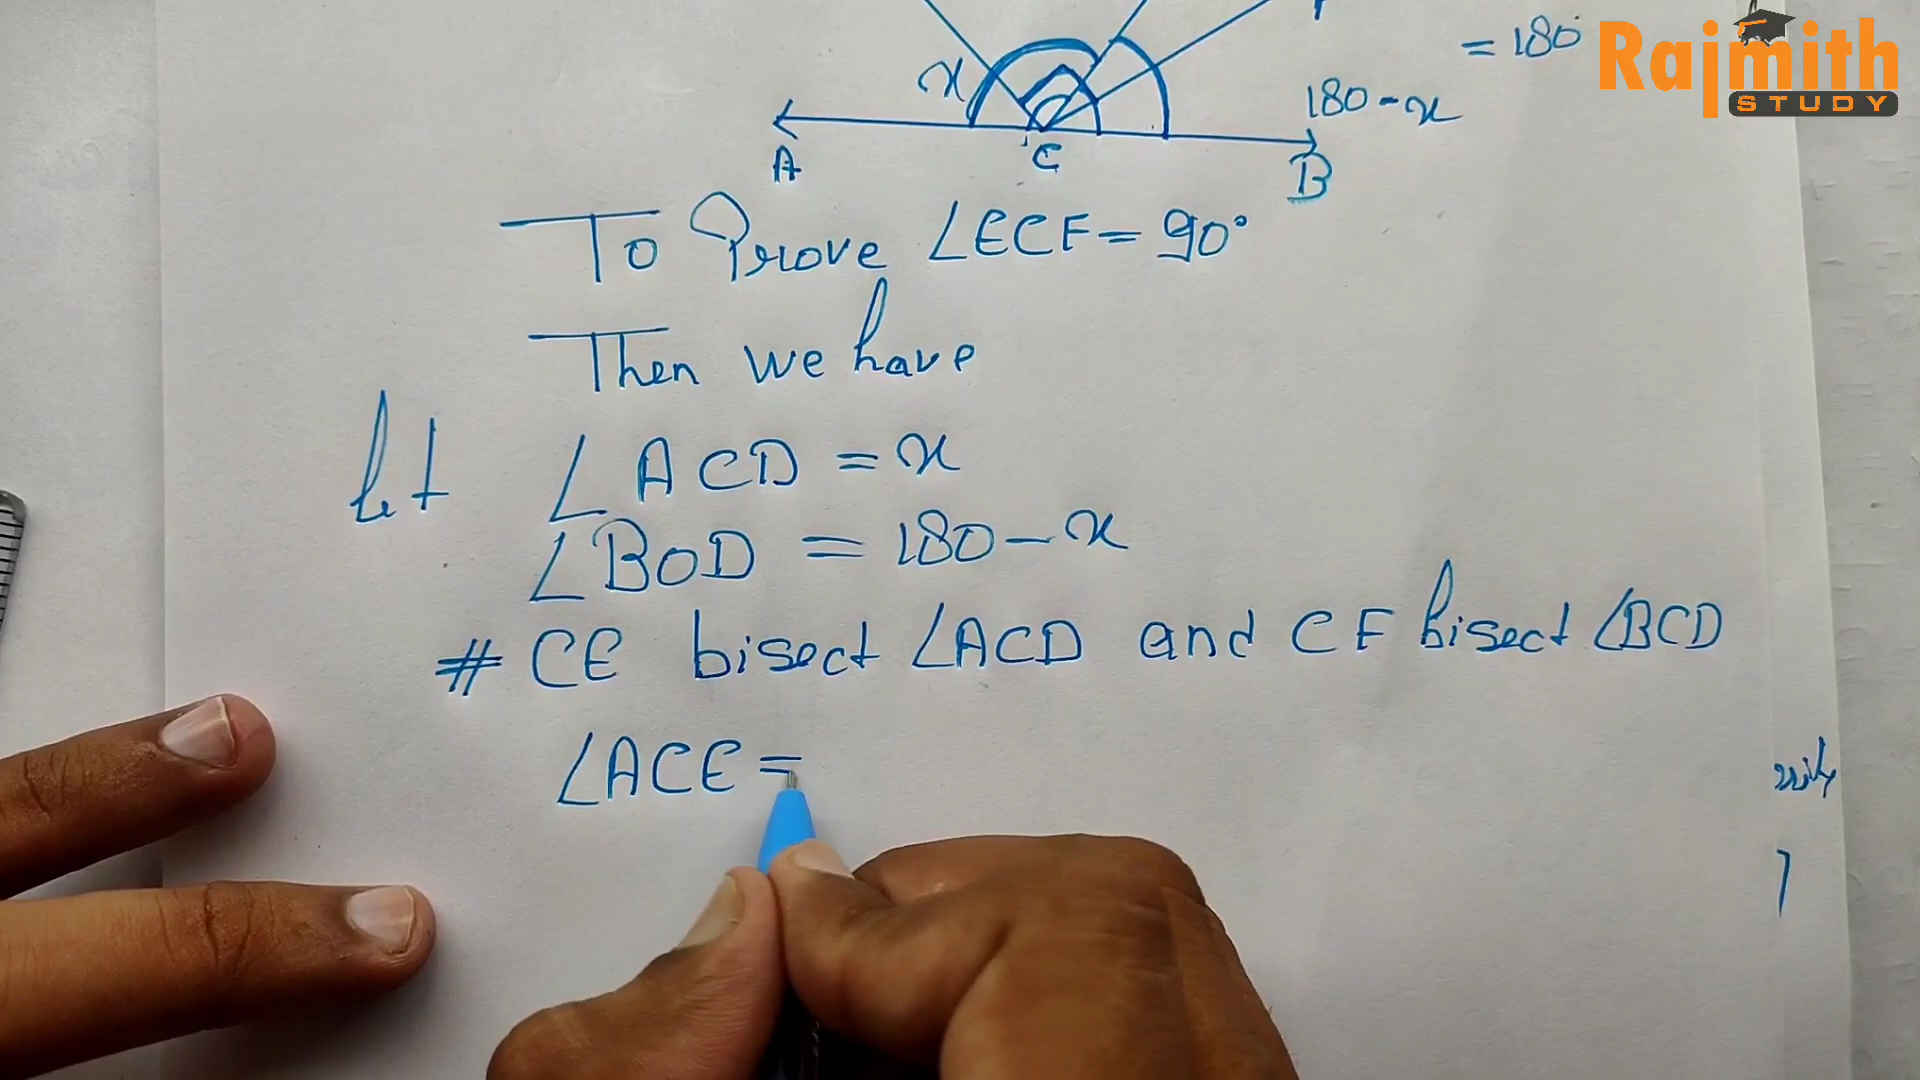 = 180°
Rajmith
STUDY
x
180 - x
A
C
B
To Prove ∠ECF = 90°
Then we have
let ∠ACD = x
∠BOD = 180 - x
# CE bisect ∠ACD and CF bisect ∠BCD
∠ACE =